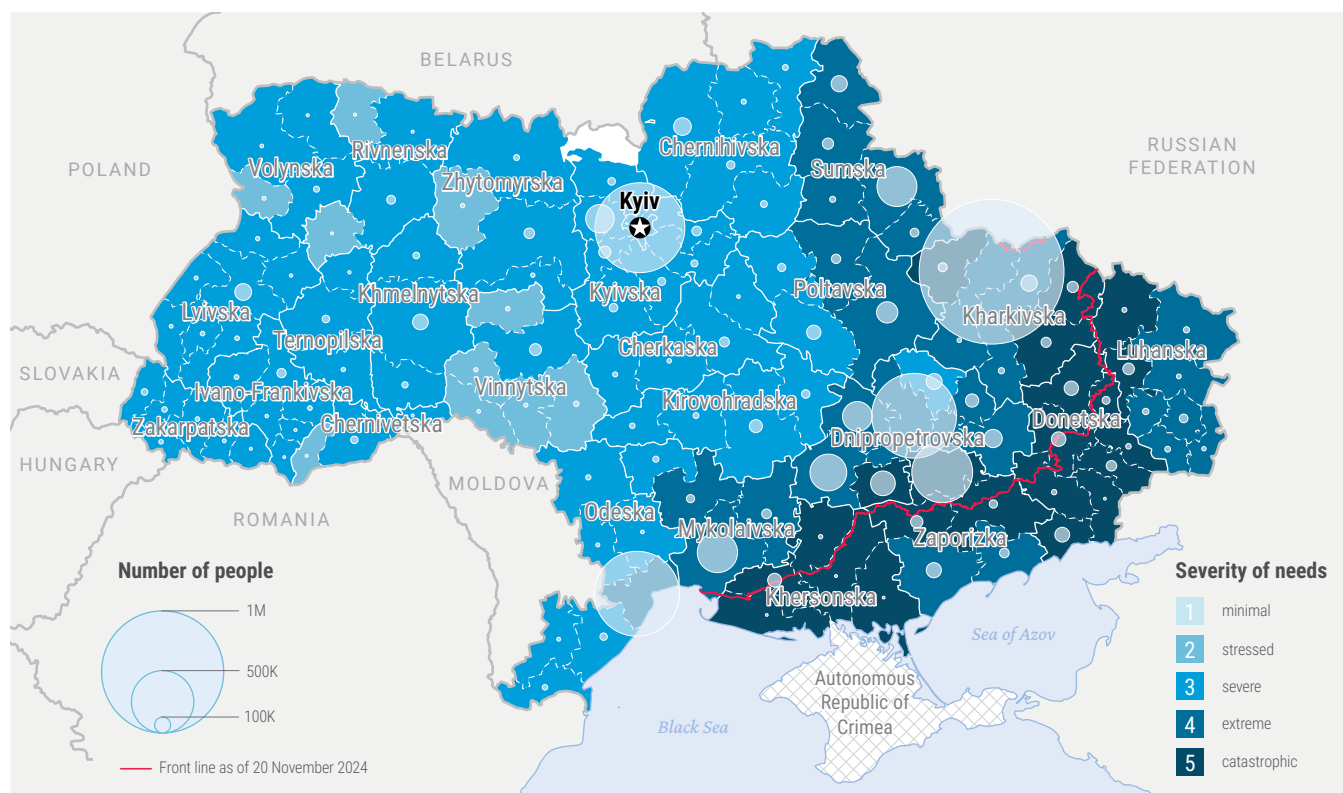 BELARUS
POLAND
RUSSIAN
FEDERATION
Volynska
Rivnenska
Zhytomyrska
Chernihivska
Sumska
Kyiv
Lvivska
Khmelnytska
Kyivska
Poltavska
Kharkivska
Ternopilska
Cherkaska
Luhanska
SLOVAKIA
Ivano-Frankivska
Vinnytska
Kirovohradska
Zakarpatska
Chernivetska
Dnipropetrovska
Donetska
HUNGARY
MOLDOVA
ROMANIA
Odeska
Mykolaivska
Zaporizka
Khersonska
Sea of Azov
Autonomous
Republic of
Crimea
Black Sea
Number of people
1M
500K
100K
Front line as of 20 November 2024
Severity of needs
1 minimal
2 stressed
3 severe
4 extreme
5 catastrophic